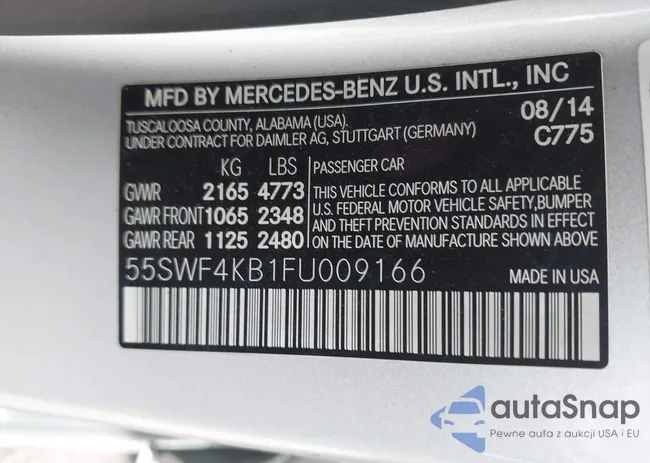 MFD BY MERCEDES-BENZ U.S. INTL., INC
TUSCALOOSA COUNTY, ALABAMA (USA). 08/14
UNDER CONTRACT FOR DAIMLER AG, STUTTGART (GERMANY) C775
KG LBS PASSENGER CAR
GVWR 2165 4773 THIS VEHICLE CONFORMS TO ALL APPLICABLE
U.S. FEDERAL MOTOR VEHICLE SAFETY,BUMPER
GAWR FRONT 1065 2348 AND THEFT PREVENTION STANDARDS IN EFFECT
GAWR REAR 1125 2480 ON THE DATE OF MANUFACTURE SHOWN ABOVE.
55SWF4KB1FU009166 MADE IN USA
autaSnap
Pewne auta z aukcji USA i EU